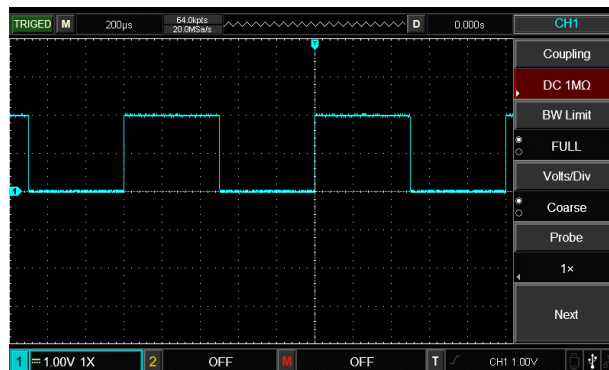 TRIGED M 200μs 64.0kpts D 0.000s CH1
20.0MSa/s
T
Coupling
DC 1MΩ
BW Limit
FULL
Volts/Div
Coarse
1
Probe
1×
Next
1 1.00V 1X 2 OFF M OFF T CH1 1.00V